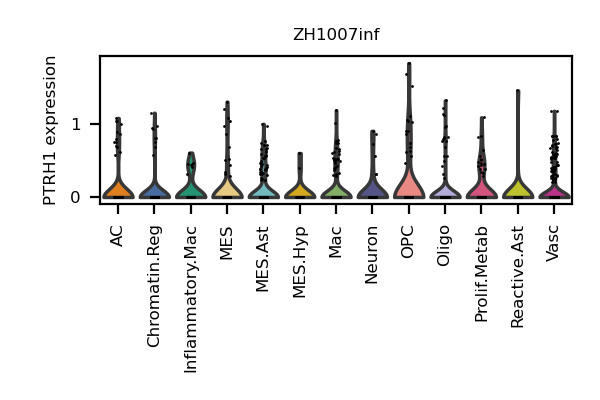 ZH1007inf
PTRH1 expression
1
0
AC
Chromatin.Reg
Inflammatory.Mac
MES
MES.Ast
MES.Hyp
Mac
Neuron
OPC
Oligo
Prolif.Metab
Reactive.Ast
Vasc